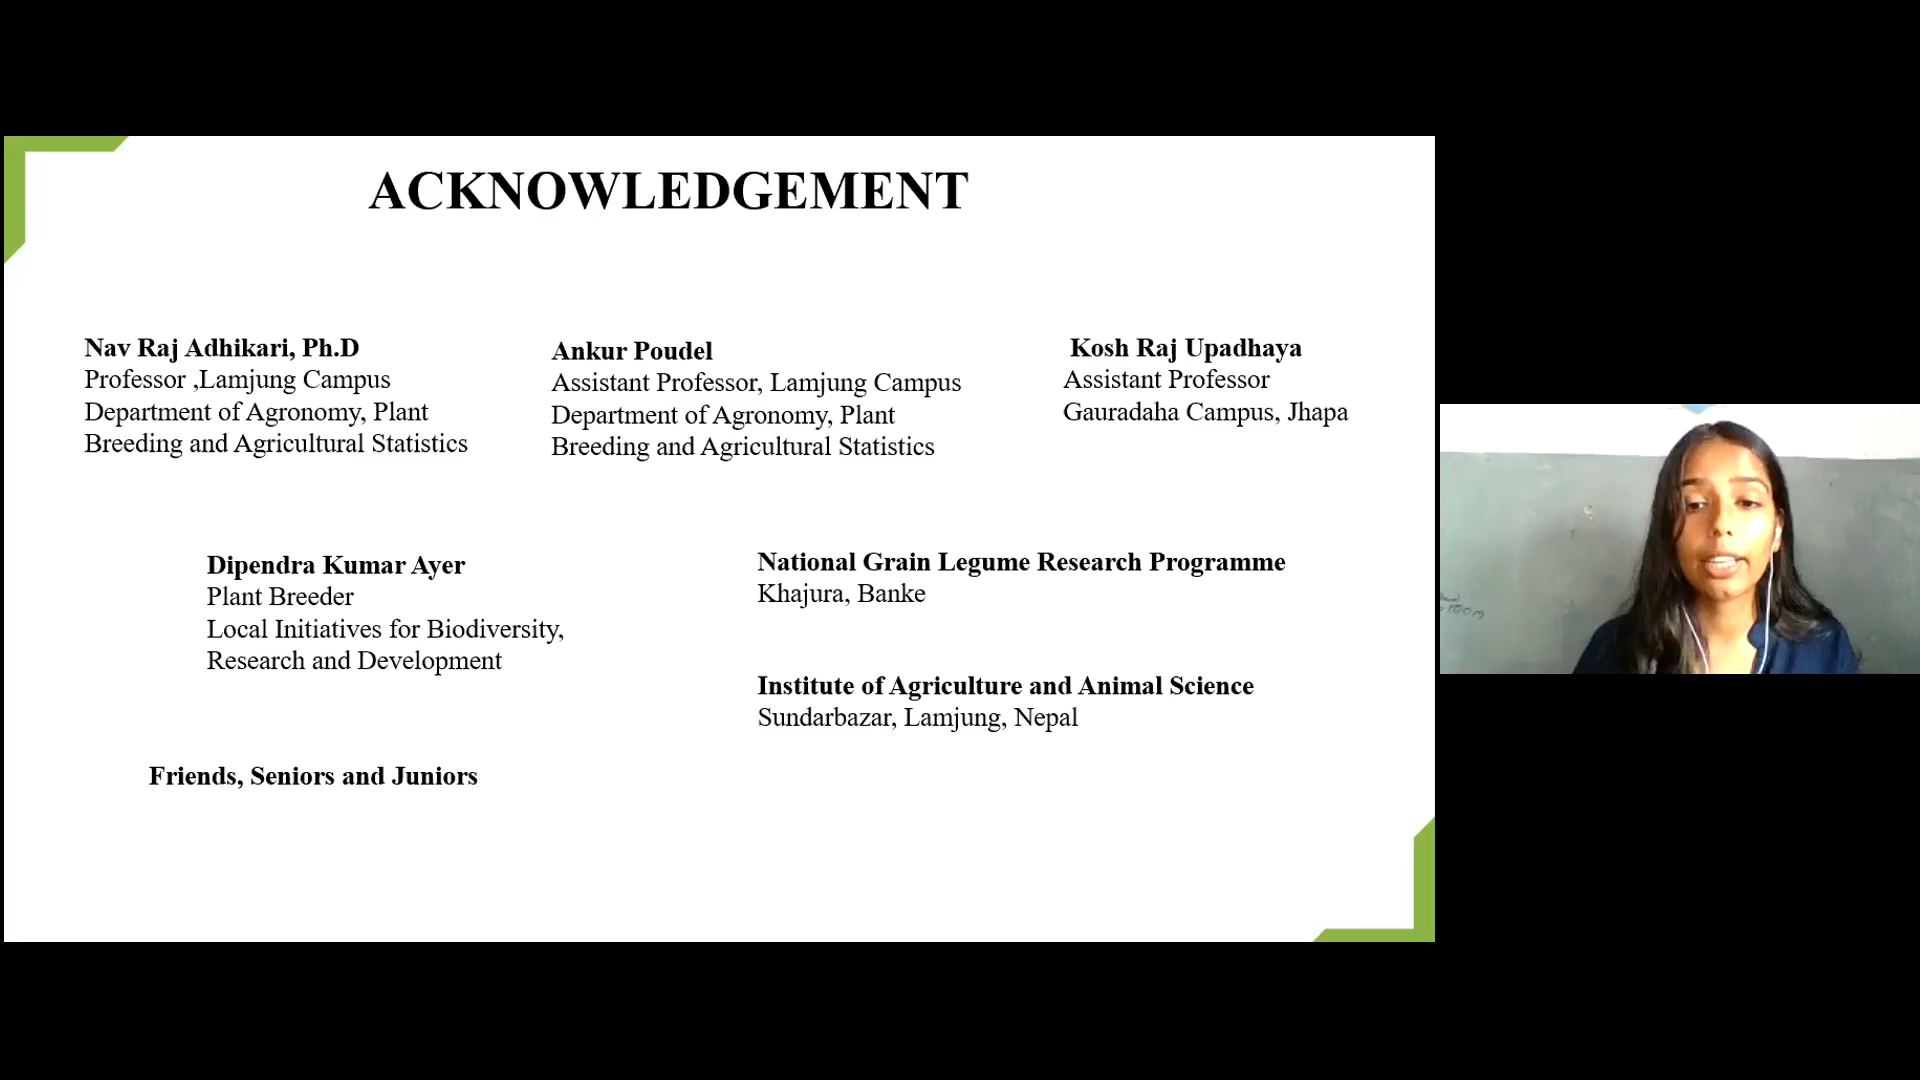 ACKNOWLEDGEMENT
Nav Raj Adhikari, Ph.D
Professor ,Lamjung Campus
Department of Agronomy, Plant
Breeding and Agricultural Statistics
Ankur Poudel
Assistant Professor, Lamjung Campus
Department of Agronomy, Plant
Breeding and Agricultural Statistics
Kosh Raj Upadhaya
Assistant Professor
Gauradaha Campus, Jhapa
Dipendra Kumar Ayer
Plant Breeder
Local Initiatives for Biodiversity,
Research and Development
National Grain Legume Research Programme
Khajura, Banke
Institute of Agriculture and Animal Science
Sundarbazar, Lamjung, Nepal
Friends, Seniors and Juniors